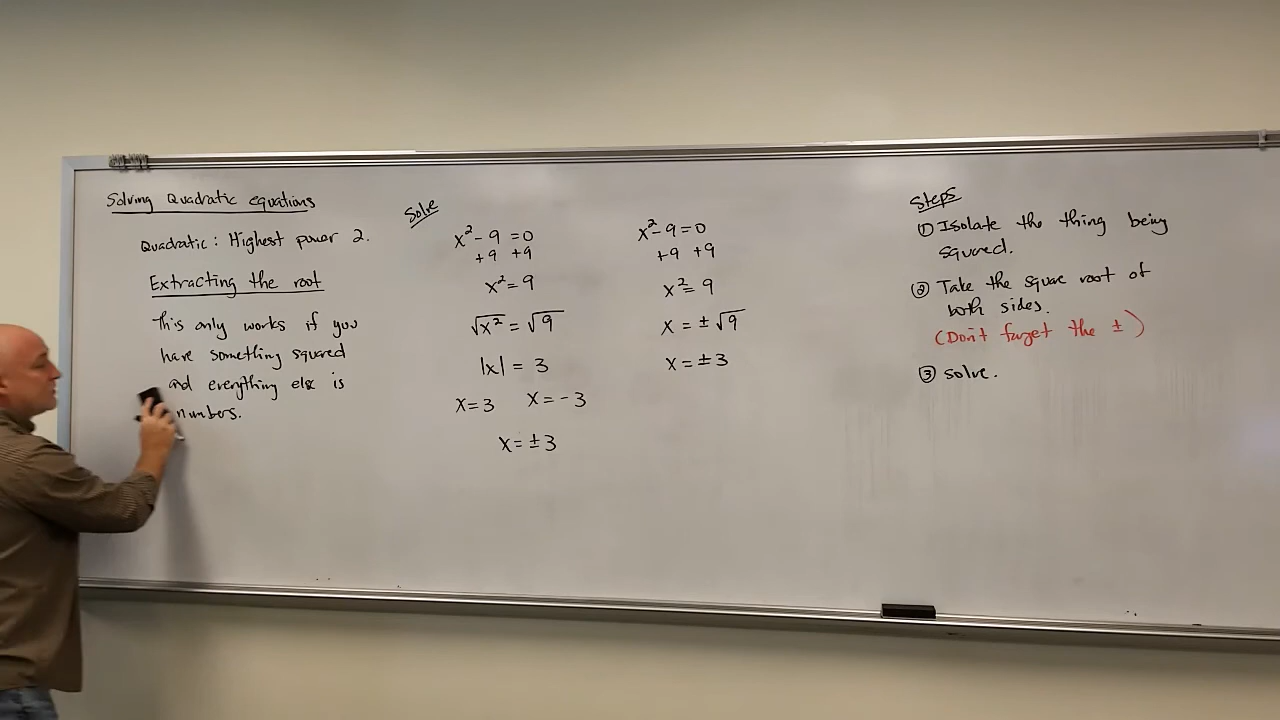 Solving Quadratic equations
Quadratic: Highest power 2.
Extracting the root
This only works if you
have something squared
and everything else is
numbers.
Solve
x² - 9 = 0
+9 +9
x² = 9
√x² = √9
|x| = 3
x = 3 x = -3
x = ±3
x² - 9 = 0
+9 +9
x² = 9
x = ±√9
x = ±3
Steps
① Isolate the thing being
squared.
② Take the square root of
both sides.
(Don't forget the ±)
③ solve.